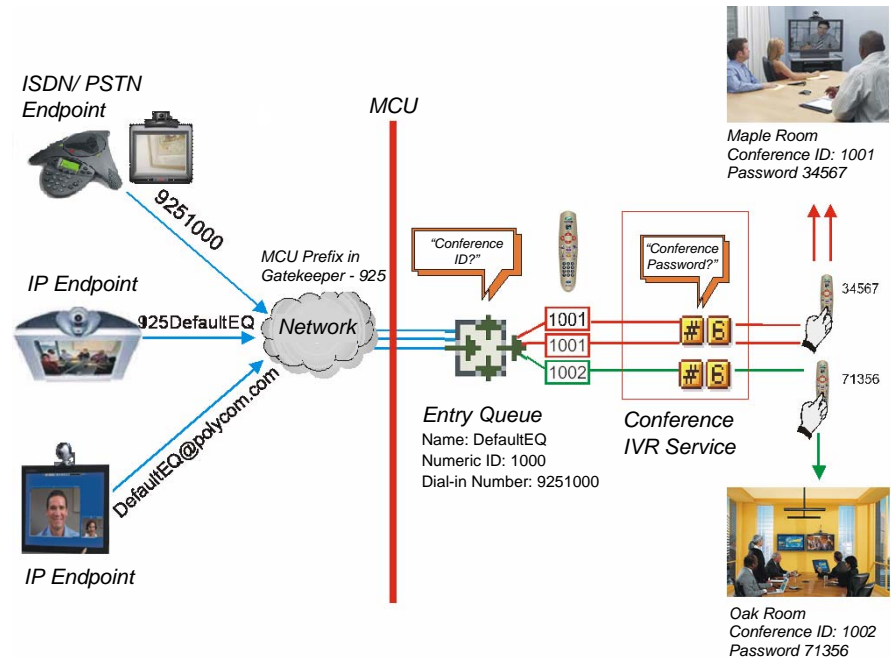 ISDN/ PSTN
Endpoint
9251000
MCU
MCU Prefix in
Gatekeeper - 925
IP Endpoint
925DefaultEQ
Network
DefaultEQ@polycom.com
IP Endpoint
“Conference
ID?”
1001
1001
1002
Entry Queue
Name: DefaultEQ
Numeric ID: 1000
Dial-in Number: 9251000
“Conference
Password?”
# 6
# 6
Conference
IVR Service
Maple Room
Conference ID: 1001
Password 34567
34567
71356
Oak Room
Conference ID: 1002
Password 71356